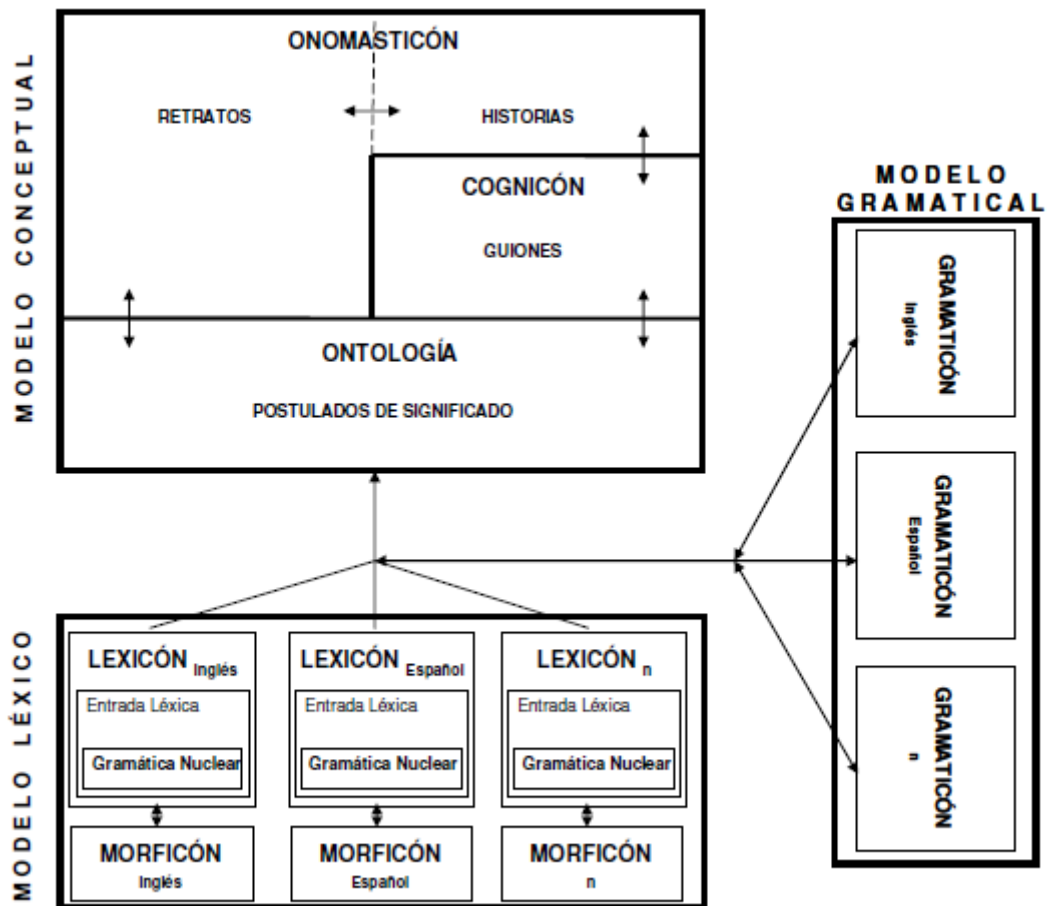 MODELO CONCEPTUAL
ONOMASTICÓN
RETRATOS
HISTORIAS
COGNICÓN
GUIONES
ONTOLOGÍA
POSTULADOS DE SIGNIFICADO
MODELO
GRAMATICAL
GRAMATICÓN
Inglés
GRAMATICÓN
Español
GRAMATICÓN
n
MODELO LÉXICO
LEXICÓN Inglés
Entrada Léxica
Gramática Nuclear
MORFICÓN
Inglés
LEXICÓN Español
Entrada Léxica
Gramática Nuclear
MORFICÓN
Español
LEXICÓN n
Entrada Léxica
Gramática Nuclear
MORFICÓN
n